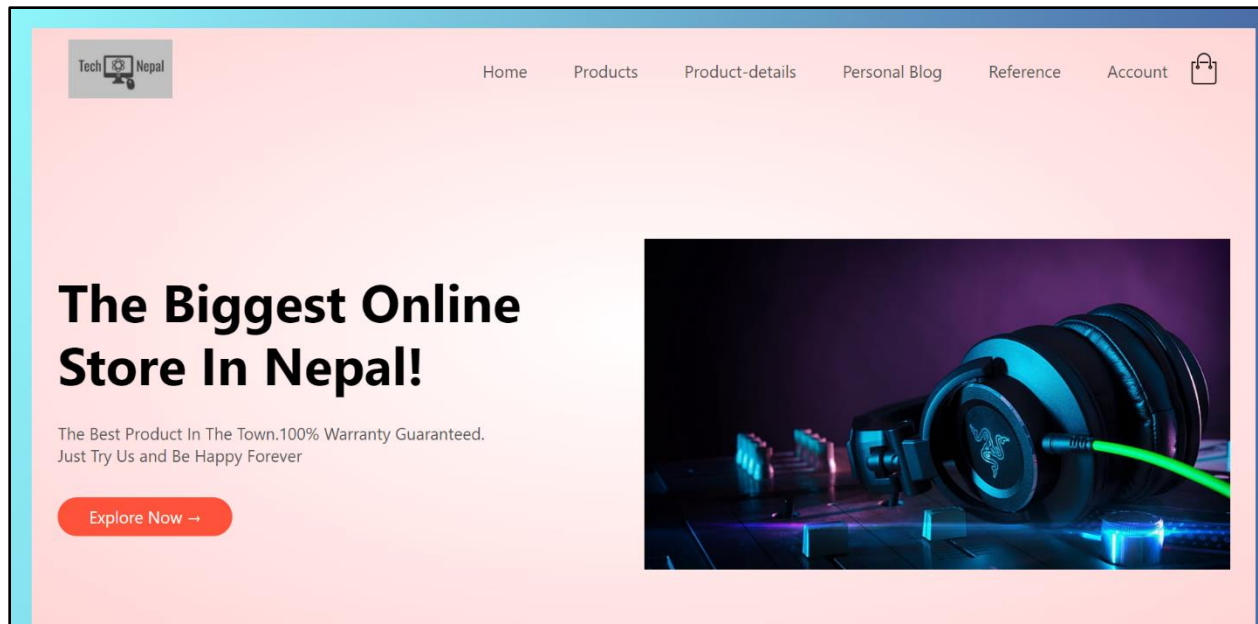 Tech Nepal
Home Products Product-details Personal Blog Reference Account
The Biggest Online
Store In Nepal!
The Best Product In The Town.100% Warranty Guaranteed.
Just Try Us and Be Happy Forever
Explore Now →